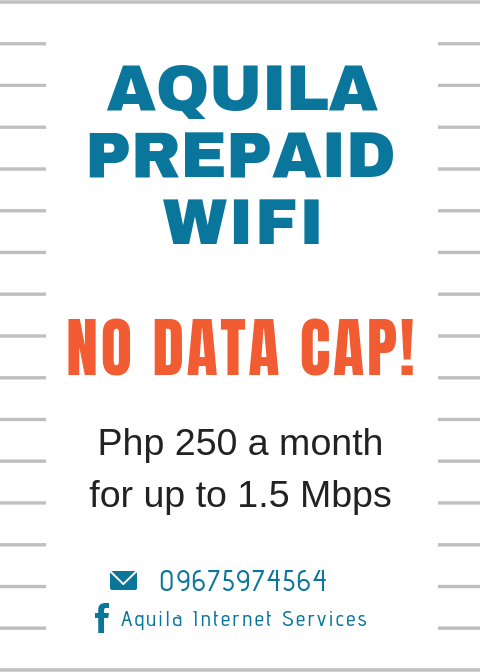 AQUILA
PREPAID
WIFI
NO DATA CAP!
Php 250 a month
for up to 1.5 Mbps
09675974564
Aquila Internet Services